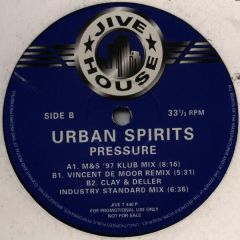 JIVE
HOUSE
SIDE B
33⅓ RPM
URBAN SPIRITS
PRESSURE
A1. M&S '97 KLUB MIX (8:16)
B1. VINCENT DE MOOR REMIX (5:31)
B2. CLAY & DELLER
INDUSTRY STANDARD MIX (6:36)
JIVE T 440 P
FOR PROMOTIONAL USE ONLY
NOT FOR SALE